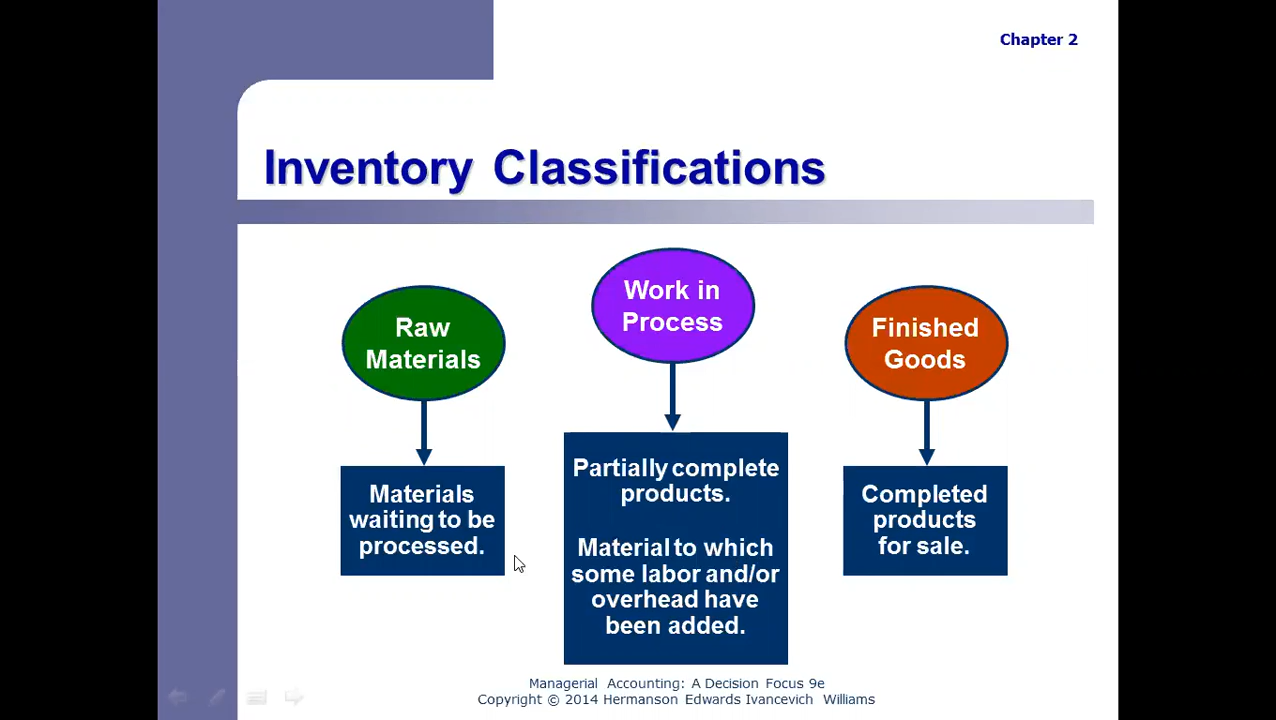 Chapter 2
Inventory Classifications
Raw
Materials
Work in
Process
Finished
Goods
Materials
waiting to be
processed.
Partially complete
products.
Material to which
some labor and/or
overhead have
been added.
Completed
products
for sale.
Managerial Accounting: A Decision Focus 9e
Copyright © 2014 Hermanson Edwards Ivancevich Williams